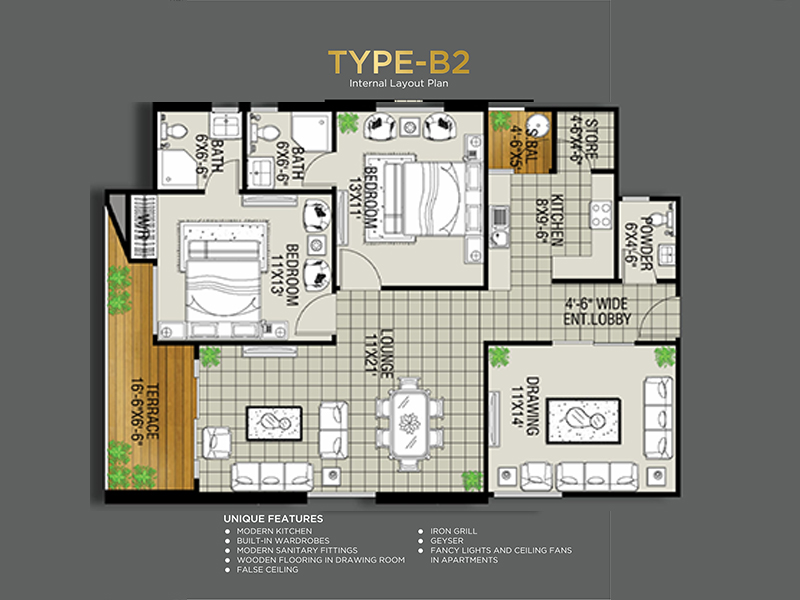 TYPE-B2
Internal Layout Plan
BATH
6'X6'-6"
BATH
6'X6'-6"
BEDROOM
13'X11'
S.BAL
4'-6"X5'
STORE
4'-6"X4'-6"
KITCHEN
8'X9'-6"
POWDER
6'X4'-6"
W/R
BEDROOM
11'X13'
4'-6" WIDE
ENT.LOBBY
LOUNGE
11'X21'
TERRACE
16'-6"X6'-6"
DRAWING
11'X14'
UNIQUE FEATURES
MODERN KITCHEN
BUILT-IN WARDROBES
MODERN SANITARY FITTINGS
WOODEN FLOORING IN DRAWING ROOM
FALSE CEILING
IRON GRILL
GEYSER
FANCY LIGHTS AND CEILING FANS
IN APARTMENTS